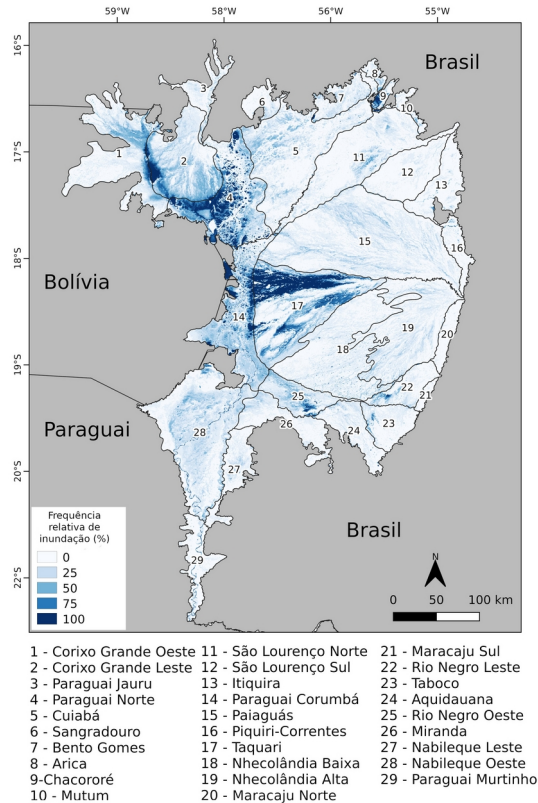 59°W 58°W 56°W 55°W
16°S
17°S
18°S
19°S
20°S
22°S
Brasil
Bolívia
Paraguai
Brasil
1
2
3
4
5
6
7
8
9
10
11
12
13
14
15
16
17
18
19
20
21
22
23
24
25
26
27
28
29
Frequência
relativa de
inundação (%)
0
25
50
75
100
N
0 50 100 km
1 - Corixo Grande Oeste
2 - Corixo Grande Leste
3 - Paraguai Jauru
4 - Paraguai Norte
5 - Cuiabá
6 - Sangradouro
7 - Bento Gomes
8 - Arica
9-Chacororé
10 - Mutum
11 - São Lourenço Norte
12 - São Lourenço Sul
13 - Itiquira
14 - Paraguai Corumbá
15 - Paiaguás
16 - Piquiri-Correntes
17 - Taquari
18 - Nhecolândia Baixa
19 - Nhecolândia Alta
20 - Maracaju Norte
21 - Maracaju Sul
22 - Rio Negro Leste
23 - Taboco
24 - Aquidauana
25 - Rio Negro Oeste
26 - Miranda
27 - Nabileque Leste
28 - Nabileque Oeste
29 - Paraguai Murtinho